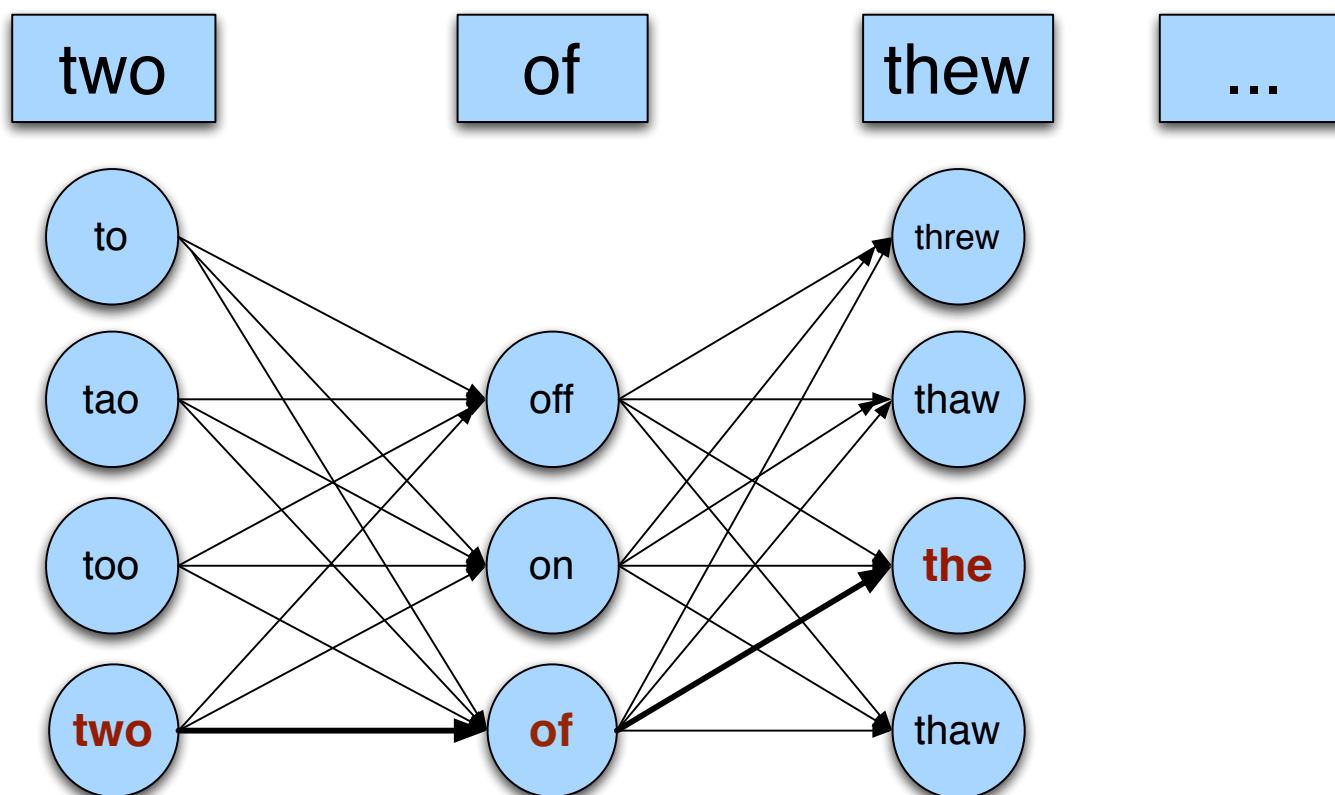 two of thew ...
to threw
tao off thaw
too on the
two of thaw